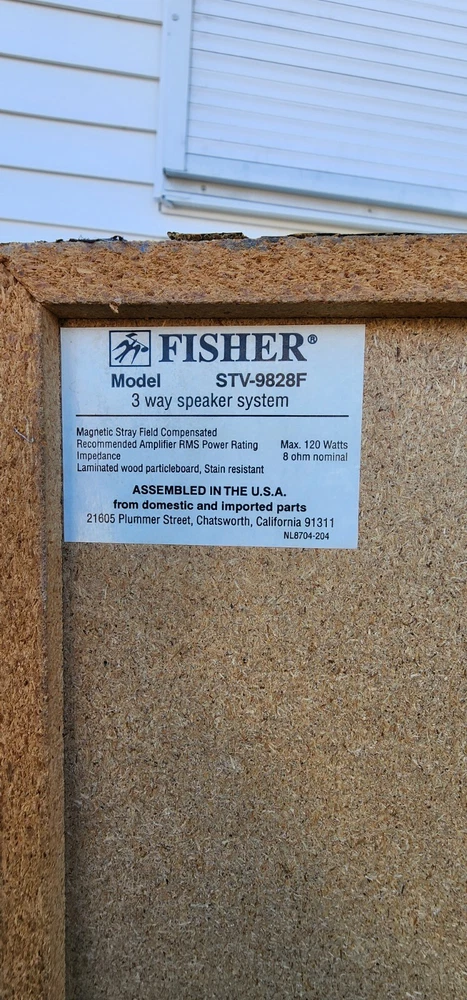 FISHER®
Model STV-9828F
3 way speaker system
Magnetic Stray Field Compensated
Recommended Amplifier RMS Power Rating Max. 120 Watts
Impedance 8 ohm nominal
Laminated wood particleboard, Stain resistant
ASSEMBLED IN THE U.S.A.
from domestic and imported parts
21605 Plummer Street, Chatsworth, California 91311
NL8704-204